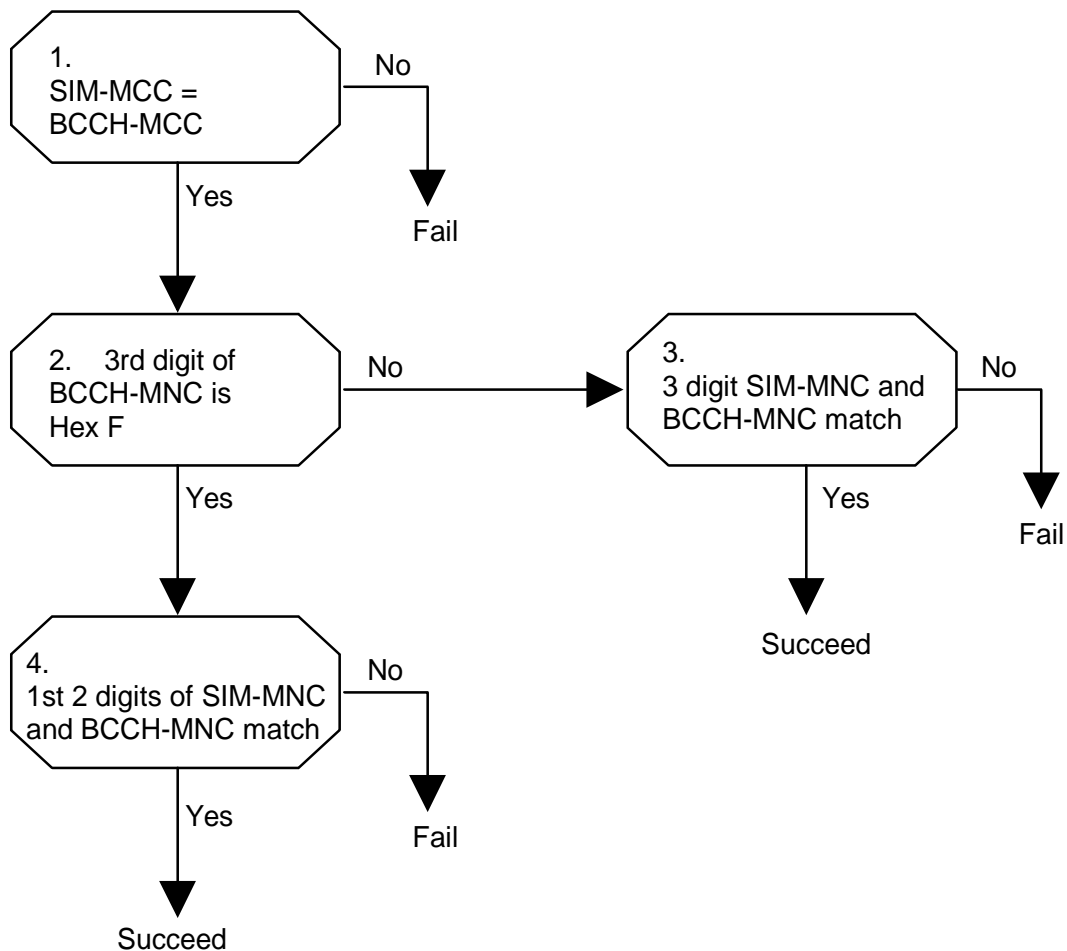 1.
SIM-MCC =
BCCH-MCC
No
Yes
Fail
2. 3rd digit of
BCCH-MNC is
Hex F
No
3.
3 digit SIM-MNC and
BCCH-MNC match
No
Yes
Yes
Fail
Succeed
4.
1st 2 digits of SIM-MNC
and BCCH-MNC match
No
Yes
Fail
Succeed